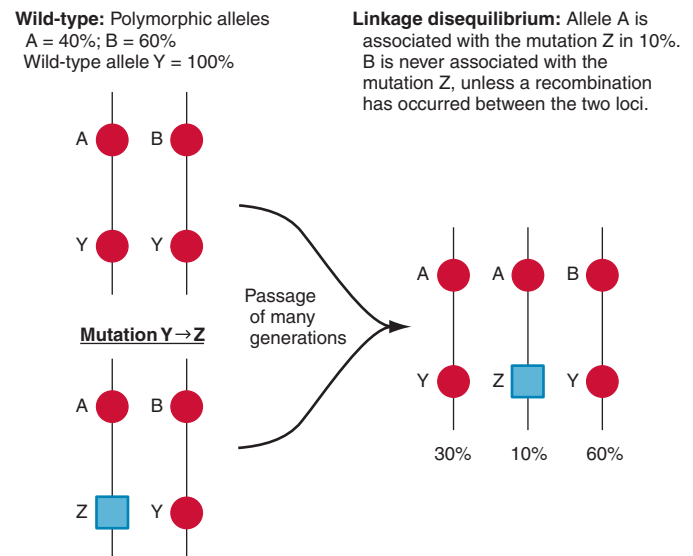 Wild-type: Polymorphic alleles
A = 40%; B = 60%
Wild-type allele Y = 100%
Linkage disequilibrium: Allele A is
associated with the mutation Z in 10%.
B is never associated with the
mutation Z, unless a recombination
has occurred between the two loci.
A B
Y Y
Mutation Y→Z
A B
Z Y
Passage
of many
generations
A A B
Y Z Y
30% 10% 60%